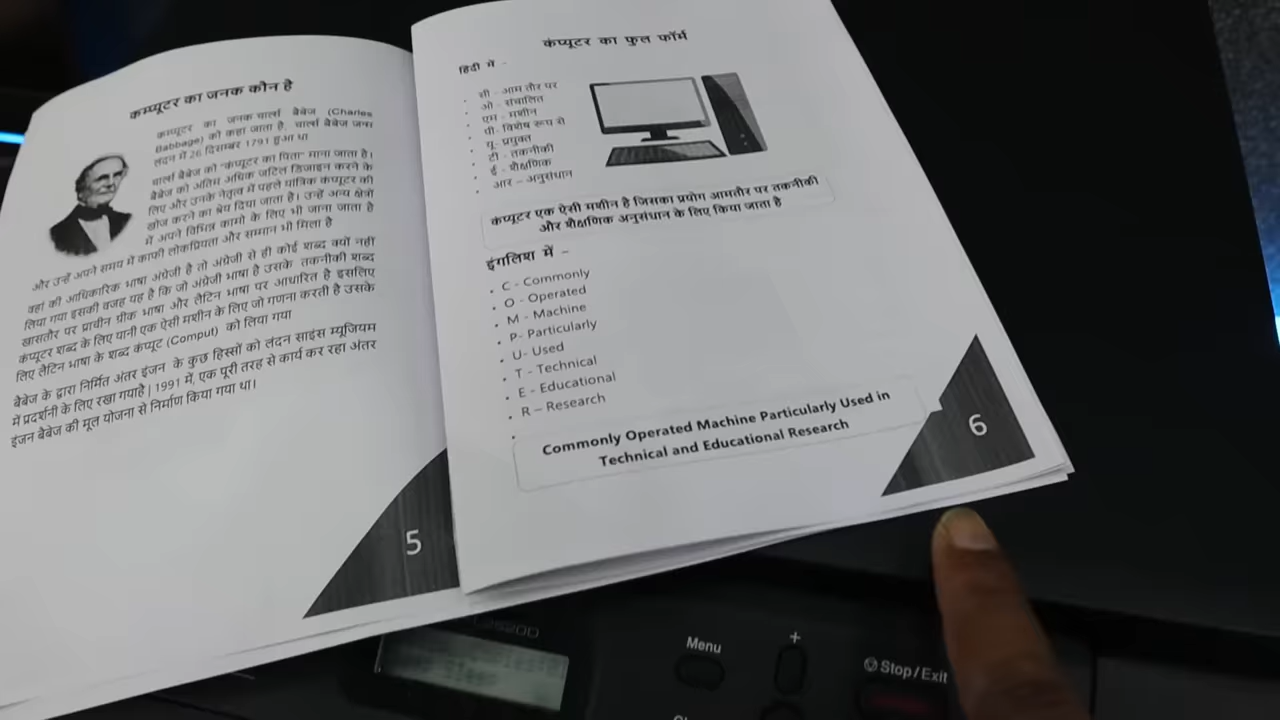 कम्प्यूटर का जनक कौन है
कम्प्यूटर का जनक चार्ल्स बैबेज (Charles
Babbage) को कहा जाता है, चार्ल्स बैबेज जन्म
लंदन में 26 दिसम्बर 1791 हुआ था
चार्ल्स बैबेज को "कंप्यूटर का पिता" माना जाता है।
बैबेज को अंतिम अधिक जटिल डिजाइन करने के
लिए और उनके नेतृत्व में पहले यांत्रिक कंप्यूटर की
खोज करने का श्रेय दिया जाता है। उन्हें अन्य क्षेत्रों
में अपने विभिन्न कामो के लिए भी जाना जाता है
और उन्हें अपने समय में काफी लोकप्रियता और सम्मान भी मिला है
वहां की आधिकारिक भाषा अंग्रेजी है तो अंग्रेजी से ही कोई शब्द क्यों नहीं
लिया गया इसकी वजह यह है कि जो अंग्रेजी भाषा है उसके तकनीकी शब्द
खासतौर पर प्राचीन ग्रीक भाषा और लैटिन भाषा पर आधारित है इसलिए
कंप्यूटर शब्द के लिए यानी एक ऐसी मशीन के लिए जो गणना करती है उसके
लिए लैटिन भाषा के शब्द कंप्यूट (Comput) को लिया गया
बैबेज के द्वारा निर्मित अंतर इंजन के कुछ हिस्सों को लंदन साइंस म्यूजियम
में प्रदर्शनी के लिए रखा गयाहै | 1991 में, एक पूरी तरह से कार्य कर रहा अंतर
इंजन बैबेज की मूल योजना से निर्माण किया गया था।
5
कंप्यूटर का फुल फॉर्म
हिंदी में -
सी - आम तौर पर
ओ - संचालित
एम - मशीन
पी- विशेष रूप से
यू- प्रयुक्त
टी - तकनीकी
ई - शैक्षणिक
आर – अनुसंधान
कंप्यूटर एक ऐसी मशीन है जिसका प्रयोग आमतौर पर तकनीकी
और शैक्षणिक अनुसंधान के लिए किया जाता है
इंगलिश में –
C - Commonly
O - Operated
M - Machine
P- Particularly
U- Used
T - Technical
E - Educational
R – Research
Commonly Operated Machine Particularly Used in
Technical and Educational Research
6
Menu
+
Stop/Exit